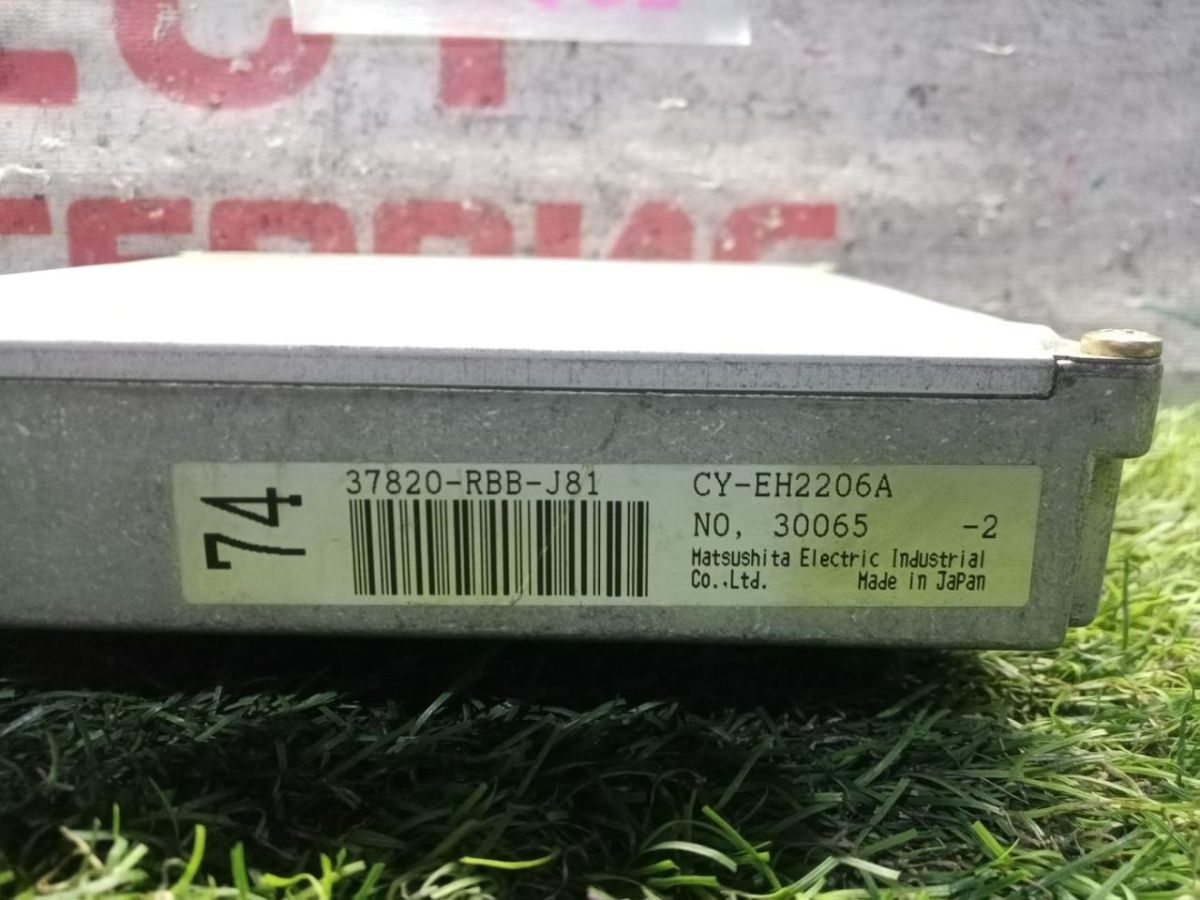 74
37820-RBB-J81
CY-EH2206A
NO, 30065 -2
Matsushita Electric Industrial
Co.,Ltd. Made in JaPan